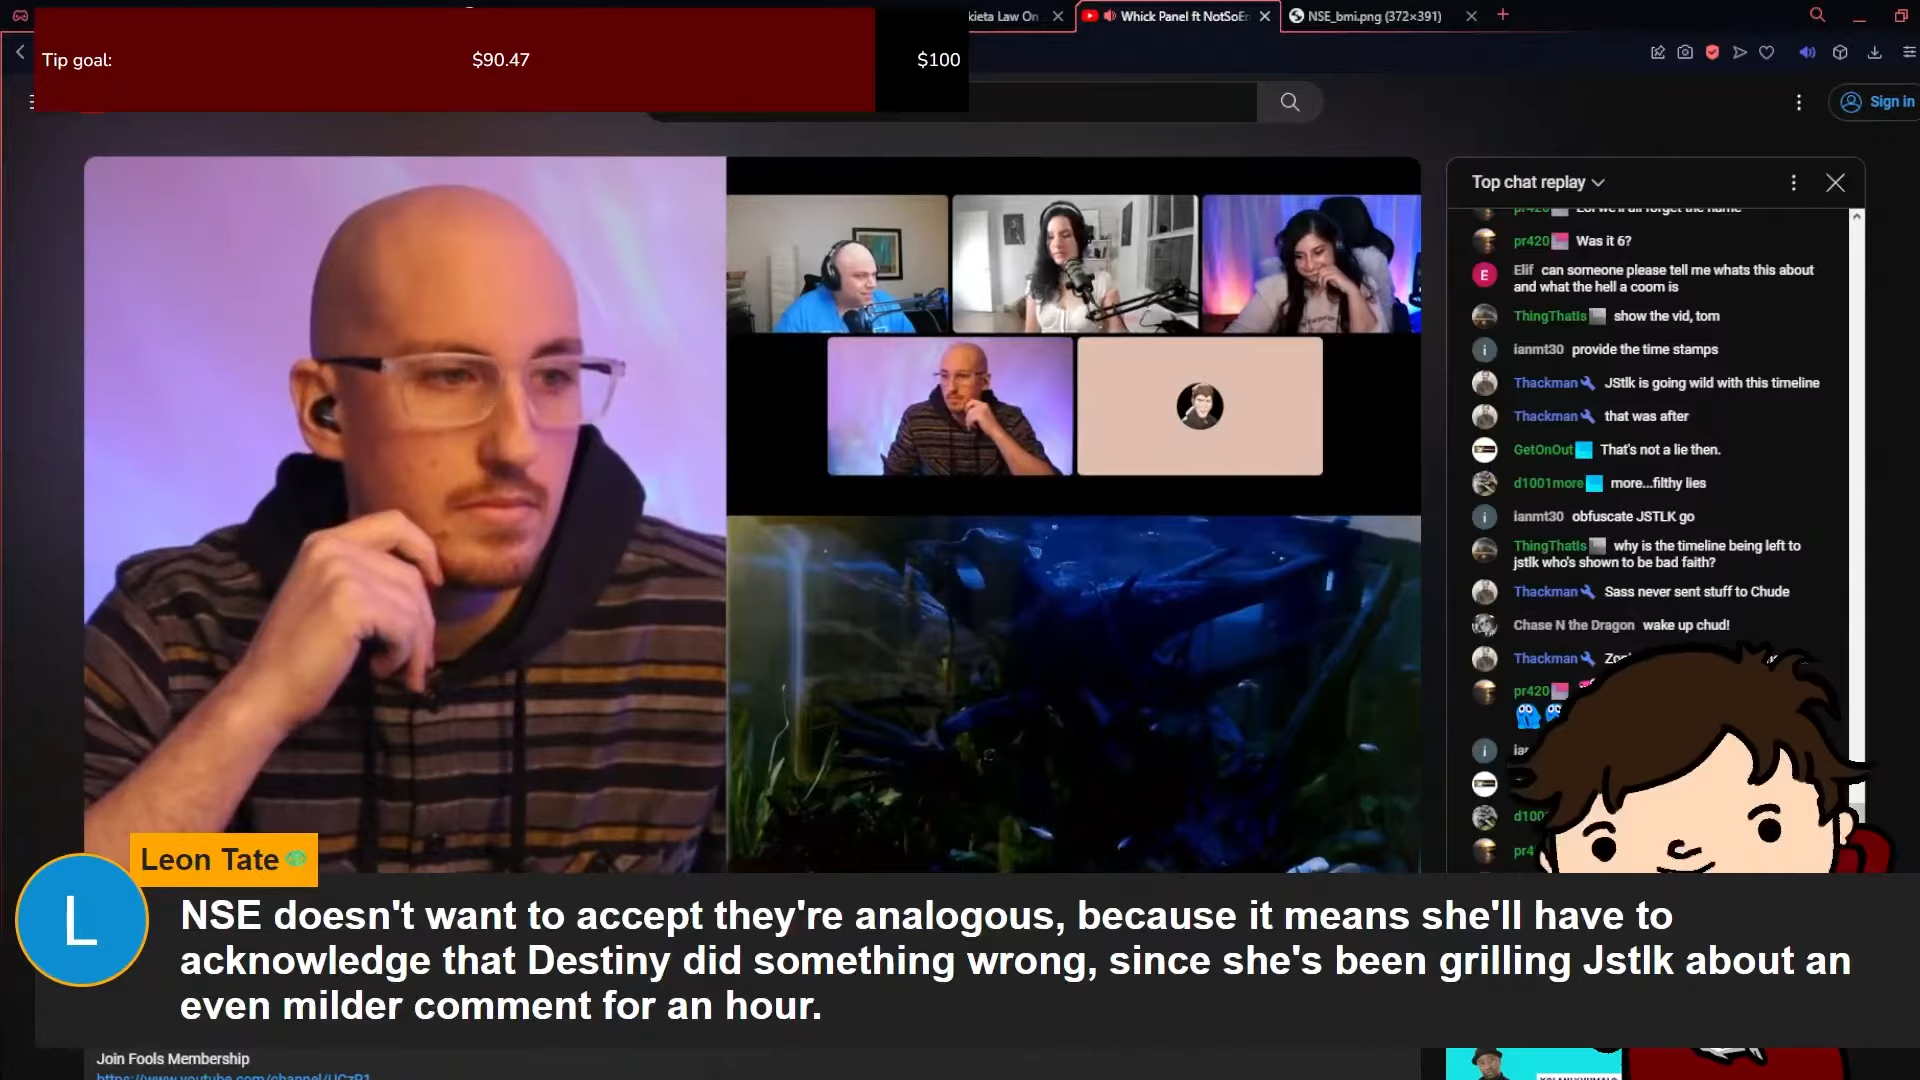 kieta Law On
Whick Panel ft NotSoEr
NSE_bmi.png (372×391)
Tip goal:
$90.47
$100
Sign in
Top chat replay
pr420
Was it 6?
Elif can someone please tell me whats this about
and what the hell a coom is
ThingThatIs show the vid, tom
ianmt30 provide the time stamps
Thackman JStlk is going wild with this timeline
Thackman that was after
GetOnOut That's not a lie then.
d1001more more...filthy lies
ianmt30 obfuscate JSTLK go
ThingThatIs why is the timeline being left to
jstlk who's shown to be bad faith?
Thackman Sass never sent stuff to Chude
Chase N the Dragon wake up chud!
Thackman
pr420
Leon Tate
L
NSE doesn't want to accept they're analogous, because it means she'll have to
acknowledge that Destiny did something wrong, since she's been grilling Jstlk about an
even milder comment for an hour.
Join Fools Membership